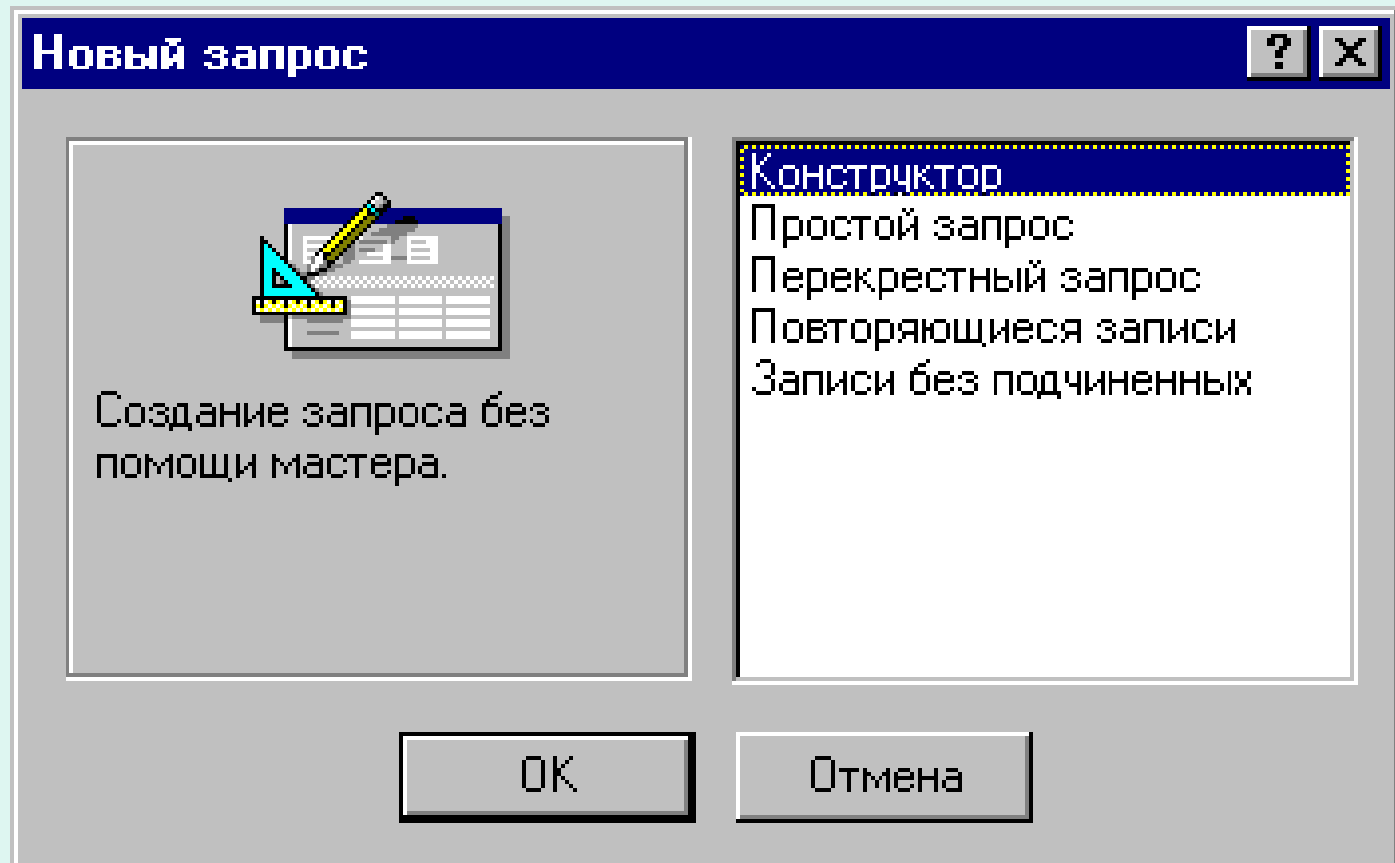 Новый запрос
Создание запроса без
помощи мастера.
Конструктор
Простой запрос
Перекрестный запрос
Повторяющиеся записи
Записи без подчиненных
OK
Отмена